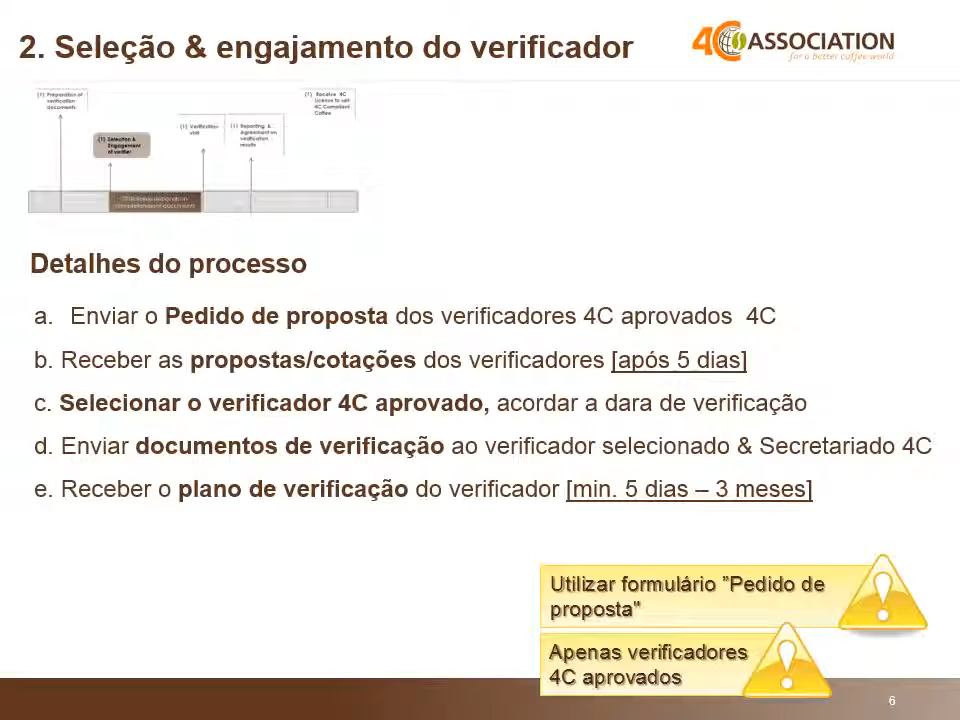 2. Seleção & engajamento do verificador
4C ASSOCIATION
for a better coffee world
(1) Preparation of
verification
documents
(1) Receive 4C
License to sell
4C Compliant
Coffee
(1) Selection &
Engagement
of verifier
(1) Verification
visit
(1) Reporting &
Agreement on
verification
results
Detalhes do processo
a. Enviar o Pedido de proposta dos verificadores 4C aprovados 4C
b. Receber as propostas/cotações dos verificadores [após 5 dias]
c. Selecionar o verificador 4C aprovado, acordar a dara de verificação
d. Enviar documentos de verificação ao verificador selecionado & Secretariado 4C
e. Receber o plano de verificação do verificador [min. 5 dias – 3 meses]
Utilizar formulário "Pedido de
proposta"
Apenas verificadores
4C aprovados
6